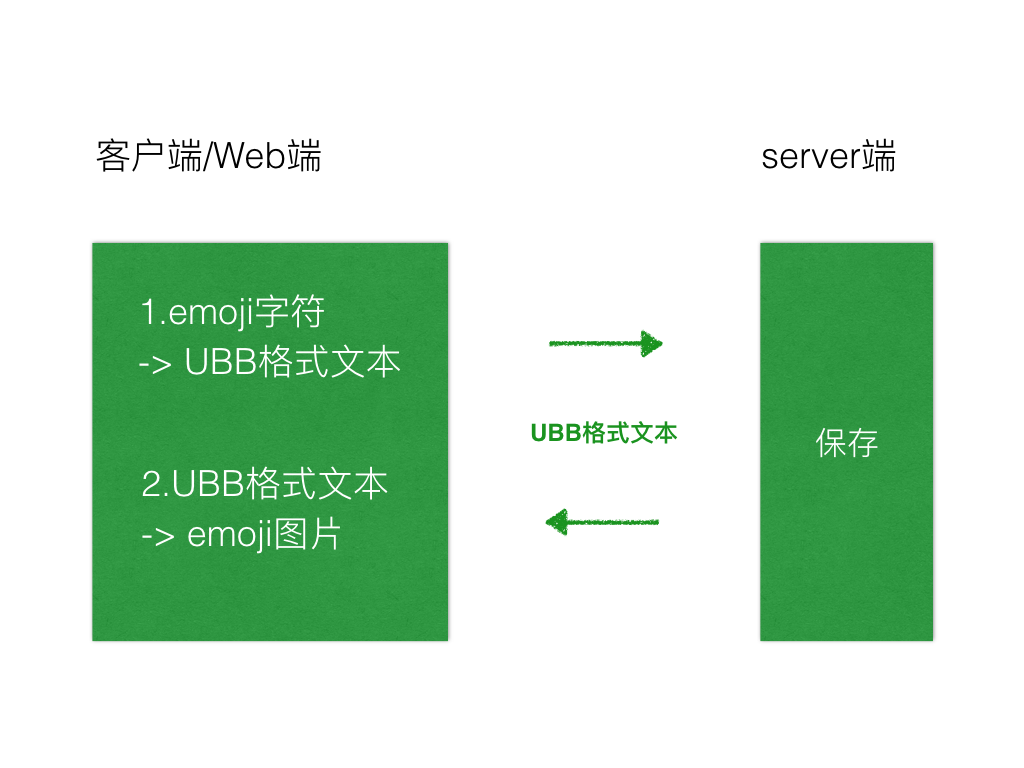 客户端/Web端
server端
1.emoji字符
-> UBB格式文本
2.UBB格式文本
-> emoji图片
UBB格式文本
保存